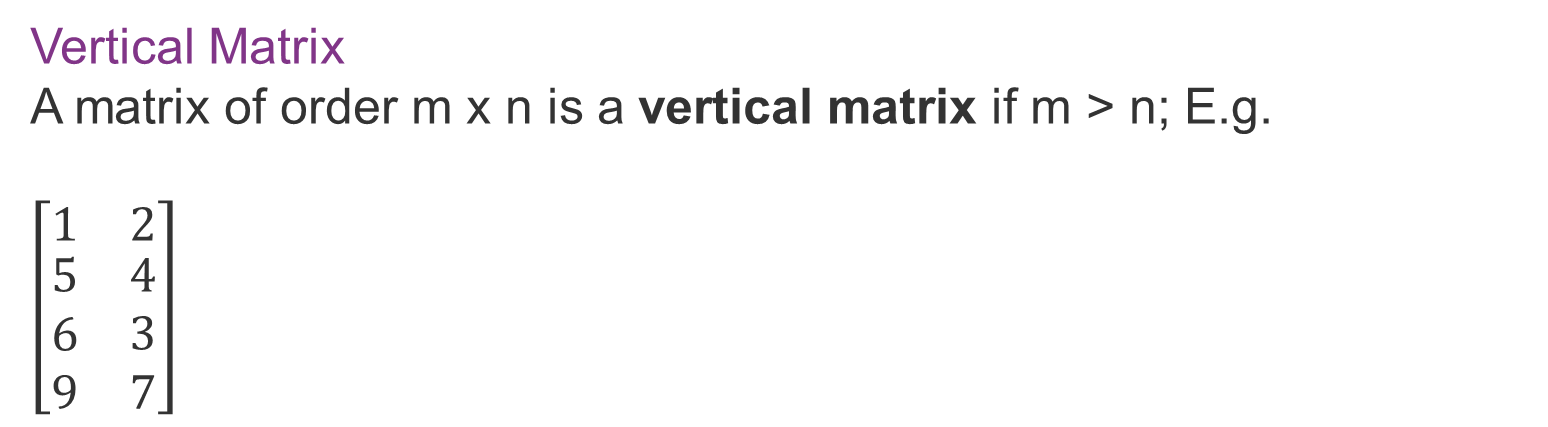 Vertical Matrix
A matrix of order m x n is a vertical matrix if m > n; E.g.
1 2
5 4
6 3
9 7